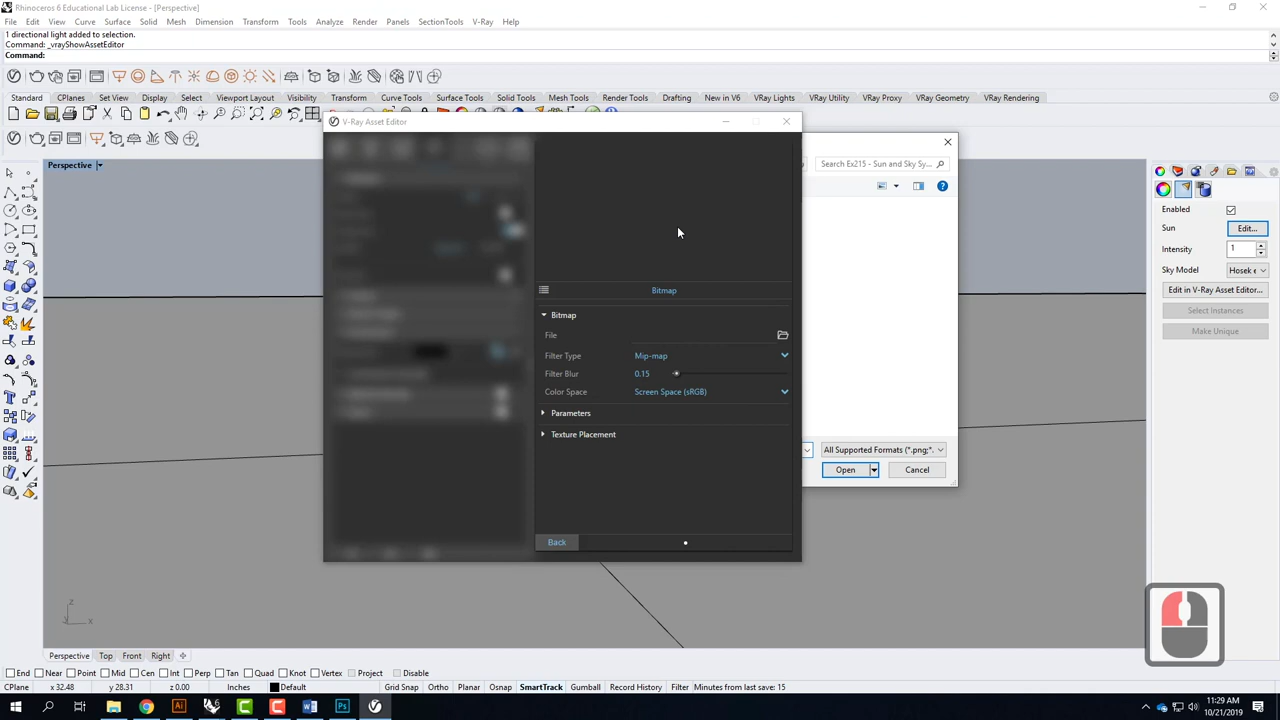 Rhinoceros 6 Educational Lab License - [Perspective]
File Edit View Curve Surface Solid Mesh Dimension Transform Tools Analyze Render Panels SectionTools V-Ray Help
1 directional light added to selection.
Command: _vrayShowAssetEditor
Command:
Standard CPlanes Set View Display Select Viewport Layout Visibility Transform Curve Tools Surface Tools Solid Tools Mesh Tools Render Tools Drafting New in V6 VRay Lights VRay Utility VRay Proxy VRay Geometry VRay Rendering
V-Ray Asset Editor
Search Ex215 - Sun and Sky Sy...
Perspective
Enabled
Sun Edit...
Intensity 1
Sky Model Hosek e
Edit in V-Ray Asset Editor...
Select Instances
Make Unique
Bitmap
Bitmap
File
Filter Type Mip-map
Filter Blur 0.15
Color Space Screen Space (sRGB)
Parameters
Texture Placement
Back
All Supported Formats (*.png;*.
Open Cancel
z
y x
Perspective Top Front Right
End Near Point Mid Cen Int Perp Tan Quad Knot Vertex Project Disable
CPlane x 32.48 y 28.31 z 0.00 Inches Default Grid Snap Ortho Planar Osnap SmartTrack Gumball Record History Filter Minutes from last save: 15
11:29 AM
10/21/2019